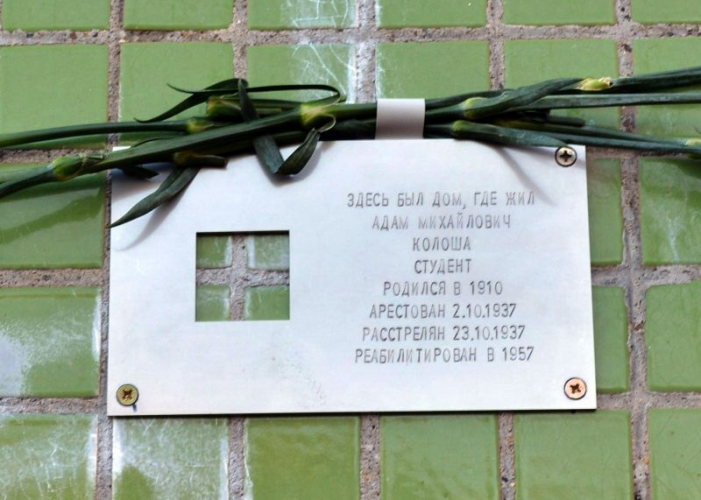 ЗДЕСЬ БЫЛ ДОМ, ГДЕ ЖИЛ
АДАМ МИХАЙЛОВИЧ
КОЛОША
СТУДЕНТ
РОДИЛСЯ В 1910
АРЕСТОВАН 2.10.1937
РАССТРЕЛЯН 23.10.1937
РЕАБИЛИТИРОВАН В 1957